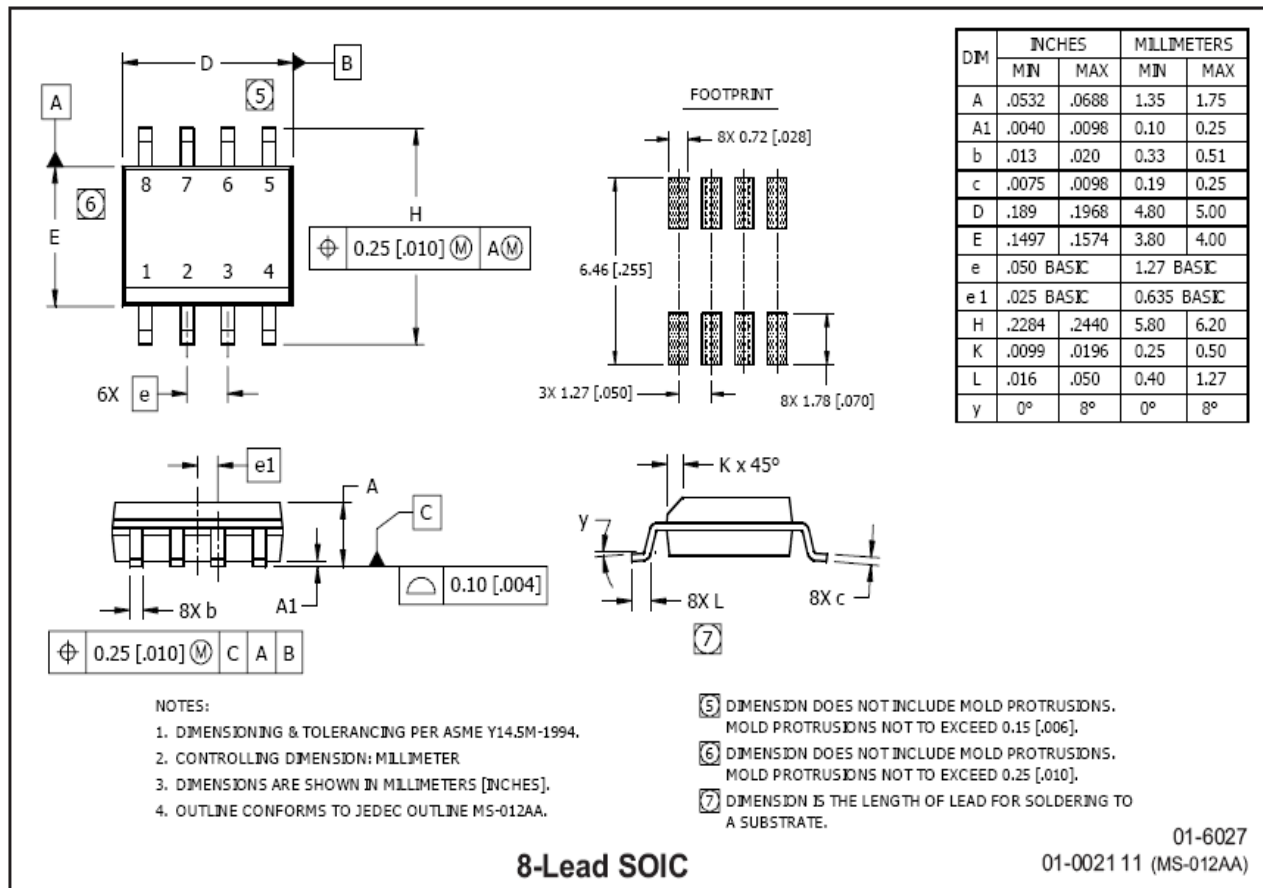 D
B
5
A
8 7 6 5
6
E
H
⌖ 0.25 [.010] Ⓜ A Ⓜ
1 2 3 4
6X e
FOOTPRINT
8X 0.72 [.028]
6.46 [.255]
3X 1.27 [.050]
8X 1.78 [.070]
DIM INCHES MILLIMETERS
MIN MAX MIN MAX
A .0532 .0688 1.35 1.75
A1 .0040 .0098 0.10 0.25
b .013 .020 0.33 0.51
c .0075 .0098 0.19 0.25
D .189 .1968 4.80 5.00
E .1497 .1574 3.80 4.00
e .050 BASIC 1.27 BASIC
e 1 .025 BASIC 0.635 BASIC
H .2284 .2440 5.80 6.20
K .0099 .0196 0.25 0.50
L .016 .050 0.40 1.27
y 0° 8° 0° 8°
e1
A
C
⌓ 0.10 [.004]
8X b
A1
⌖ 0.25 [.010] Ⓜ C A B
K x 45°
y
8X L
8X c
7
NOTES:
1. DIMENSIONING & TOLERANCING PER ASME Y14.5M-1994.
2. CONTROLLING DIMENSION: MILLIMETER
3. DIMENSIONS ARE SHOWN IN MILLIMETERS [INCHES].
4. OUTLINE CONFORMS TO JEDEC OUTLINE MS-012AA.
5 DIMENSION DOES NOT INCLUDE MOLD PROTRUSIONS.
MOLD PROTRUSIONS NOT TO EXCEED 0.15 [.006].
6 DIMENSION DOES NOT INCLUDE MOLD PROTRUSIONS.
MOLD PROTRUSIONS NOT TO EXCEED 0.25 [.010].
7 DIMENSION IS THE LENGTH OF LEAD FOR SOLDERING TO
A SUBSTRATE.
8-Lead SOIC
01-6027
01-0021 11 (MS-012AA)